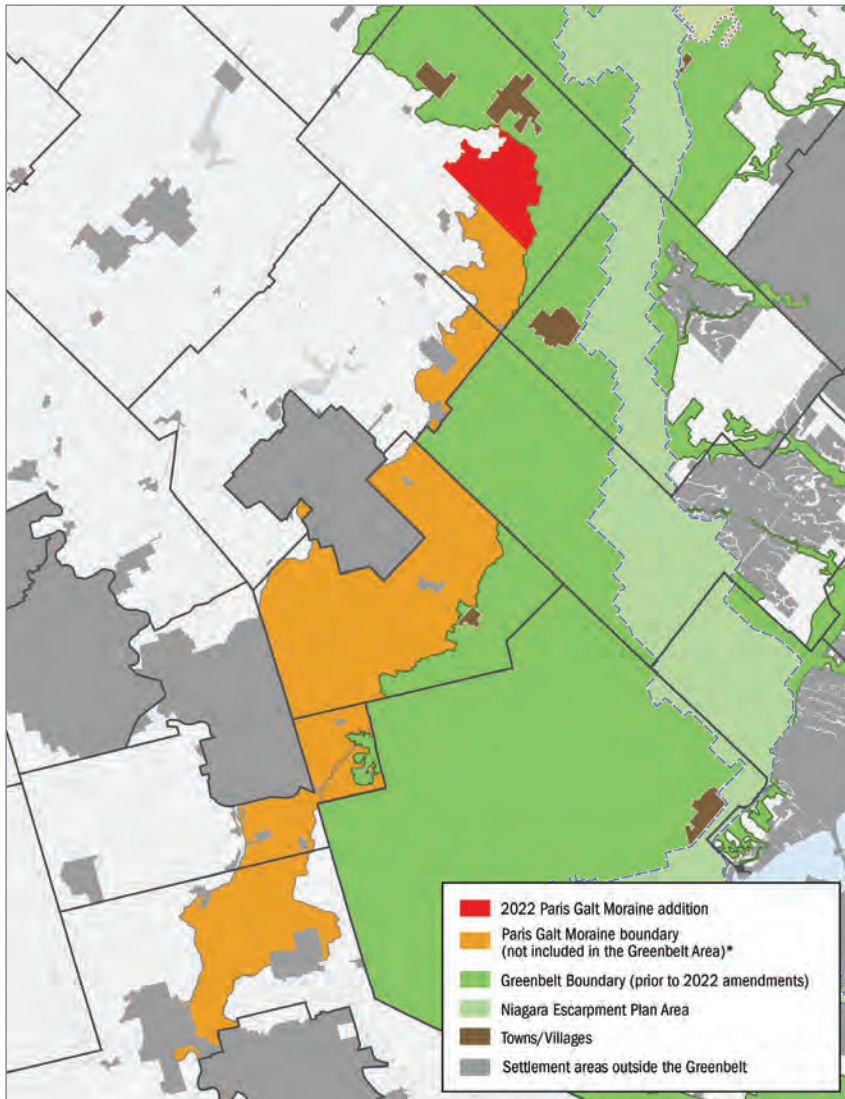 2022 Paris Galt Moraine addition
Paris Galt Moraine boundary
(not included in the Greenbelt Area)*
Greenbelt Boundary (prior to 2022 amendments)
Niagara Escarpment Plan Area
Towns/Villages
Settlement areas outside the Greenbelt